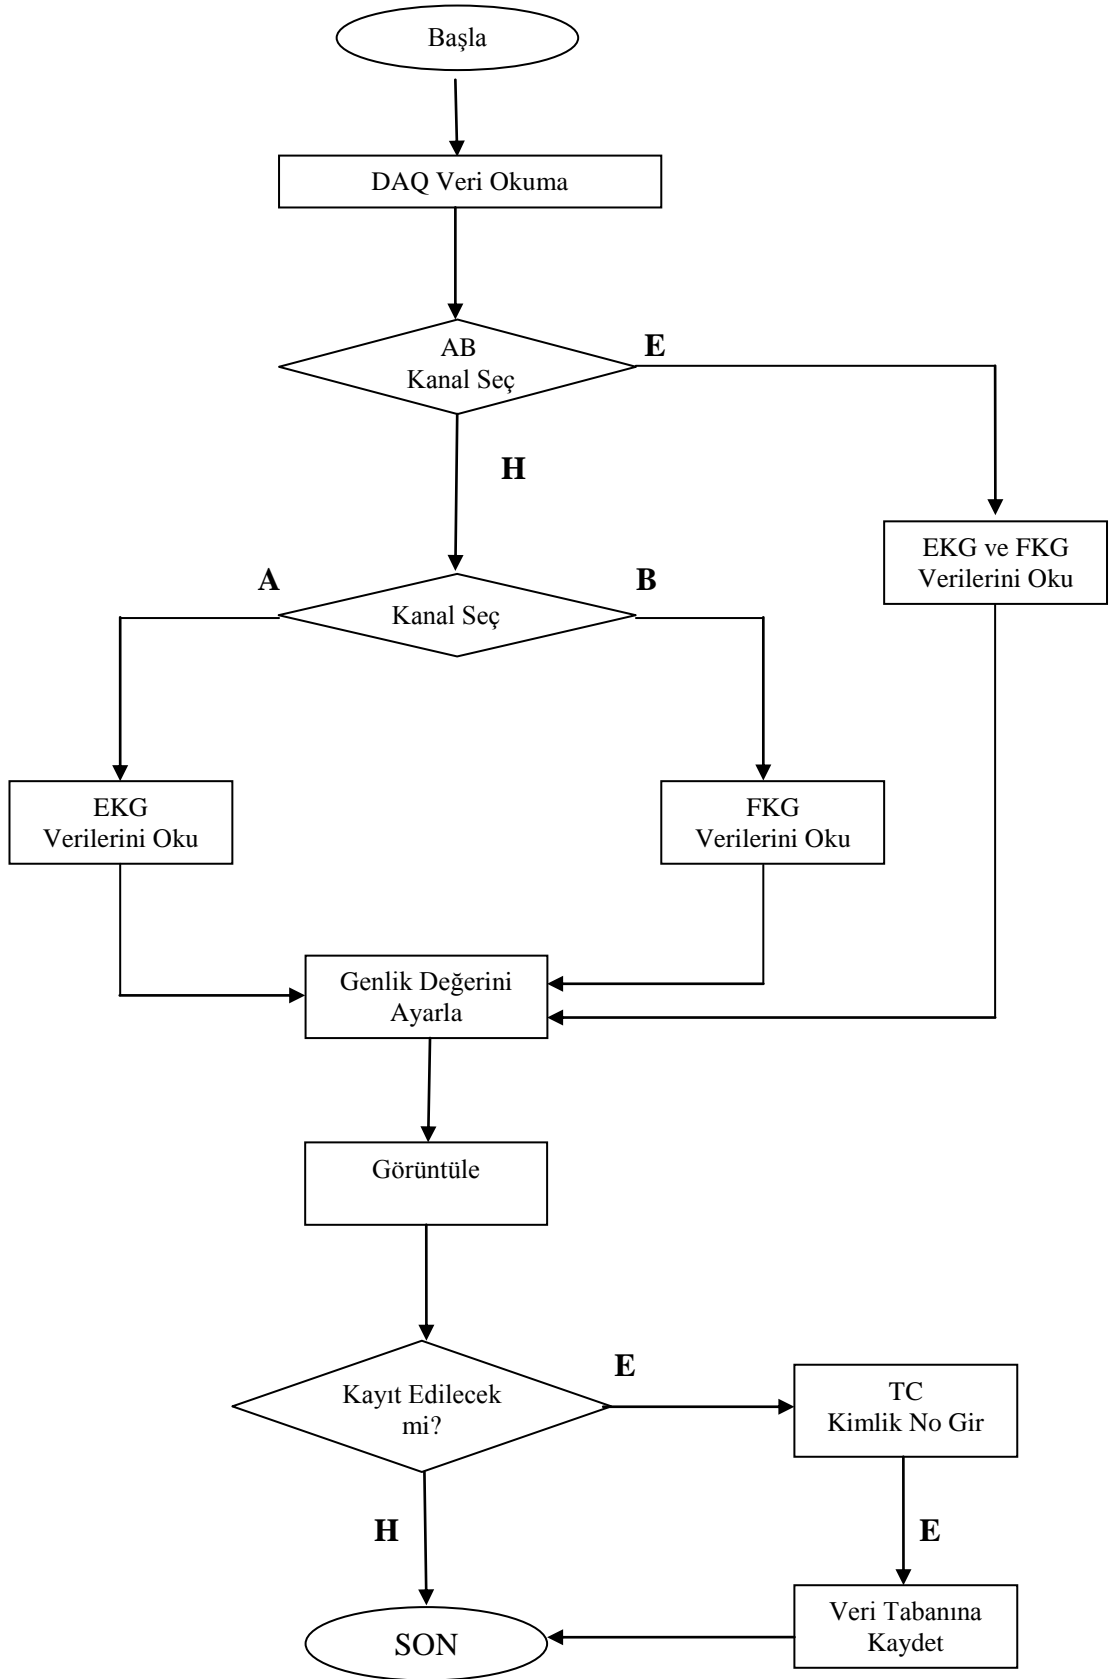 Başla
DAQ Veri Okuma
AB
Kanal Seç
E
H
EKG ve FKG
Verilerini Oku
A
B
Kanal Seç
EKG
Verilerini Oku
FKG
Verilerini Oku
Genlik Değerini
Ayarla
Görüntüle
Kayıt Edilecek
mi?
E
TC
Kimlik No Gir
H
E
Veri Tabanına
Kaydet
SON